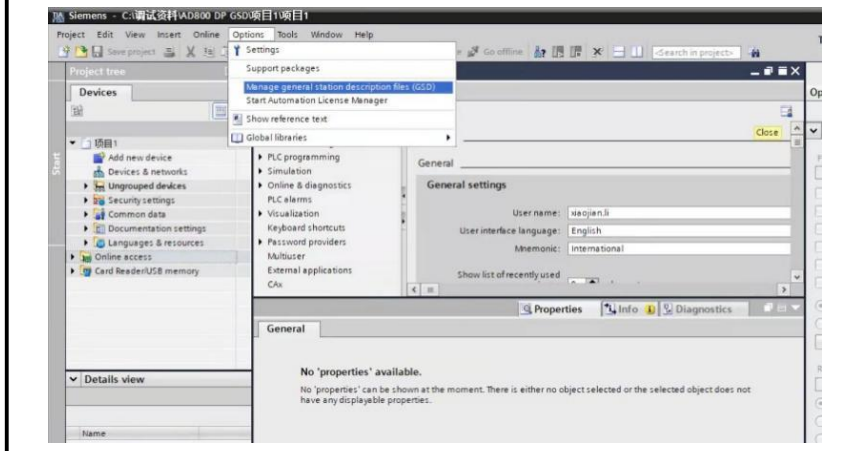 Siemens - C:\调试资料\AD800 DP GSD\项目1\项目1
Project Edit View Insert Online Options Tools Window Help
Save project Go offline <Search in project>
Settings
Support packages
Manage general station description files (GSD)
Start Automation License Manager
Show reference text
Global libraries
Project tree
Devices
Start
项目1
Add new device
Devices & networks
Ungrouped devices
Security settings
Common data
Documentation settings
Languages & resources
Online access
Card Reader/USB memory
Close
PLC programming
Simulation
Online & diagnostics
PLC alarms
Visualization
Keyboard shortcuts
Password providers
Multiuser
External applications
CAx
General
General settings
User name: xiaojian.li
User interface language: English
Mnemonic: International
Show list of recently used
Properties Info Diagnostics
General
No 'properties' available.
No 'properties' can be shown at the moment. There is either no object selected or the selected object does not
have any displayable properties.
Details view
Name